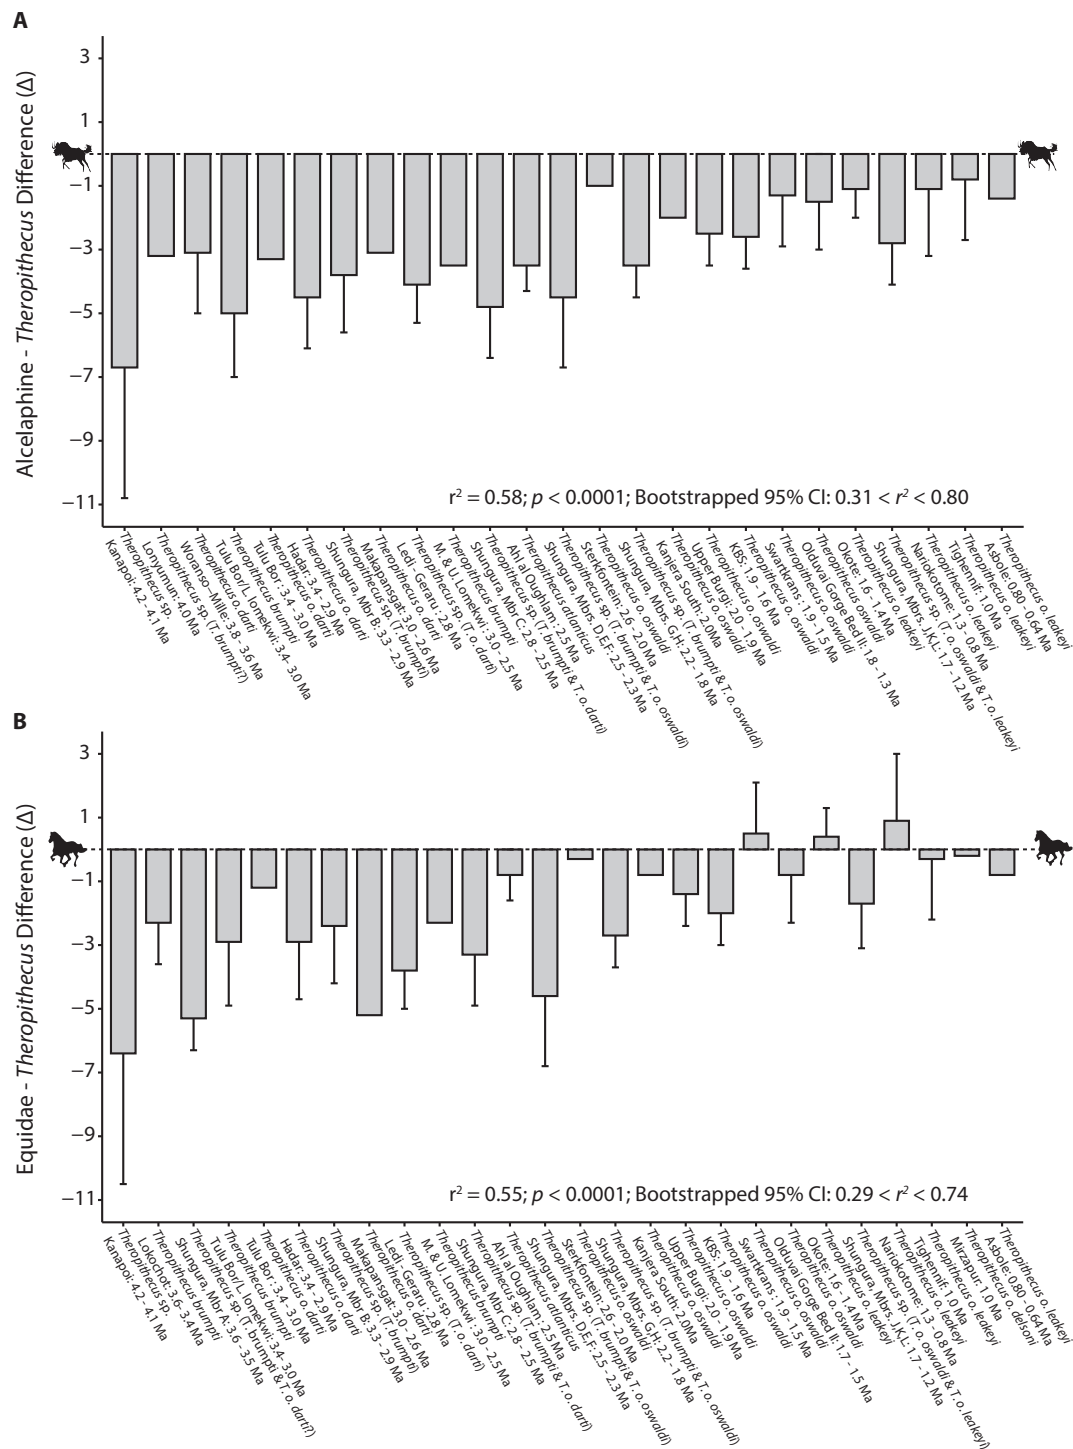 A
Alcelaphine - Theropithecus Difference (Δ)
3
1
−1
−3
−5
−7
−9
−11
r² = 0.58; p < 0.0001; Bootstrapped 95% CI: 0.31 < r² < 0.80
Theropithecus sp.
Kanapoi: 4.2 - 4.1 Ma
Theropithecus sp. (T. brumpti?)
Lonyumun: 4.0 Ma
Theropithecus o. darti
Woranso-Mille: 3.8 - 3.6 Ma
Theropithecus brumpti
Tulu Bor/L. lomekwi: 3.4- 3.0 Ma
Theropithecus o. darti
Tulu Bor : 3.4 - 3.0 Ma
Theropithecus o. darti
Hadar: 3.4 - 2.9 Ma
Theropithecus sp. (T. brumpti)
Shungura, Mbr B: 3.3 - 2.9 Ma
Theropithecus o. darti
Makapansgat: 3.0 - 2.6 Ma
Theropithecus sp. (T. o. darti)
Ledi - Geraru : 2.8 Ma
Theropithecus brumpti
M. & U. Lomekwi : 3.0 - 2.5 Ma
Theropithecus sp. (T. brumpti & T. o. darti)
Shungura, Mbr C: 2.8 - 2.5 Ma
Theropithecus atlanticus
Ahl al Oughlam: 2.5 Ma
Theropithecus sp. (T. brumpti & T. o. oswaldi)
Shungura, Mbrs. D,E,F: 2.5 - 2.3 Ma
Theropithecus o. oswaldi
Sterkfontein: 2.6 - 2.0 Ma
Theropithecus sp. (T. brumpti & T. o. oswaldi)
Shungura, Mbrs. G,H: 2.2 - 1.8 Ma
Theropithecus o. oswaldi
Kanjera South: 2.0Ma
Theropithecus o. oswaldi
Upper Burgi: 2.0 - 1.9 Ma
Theropithecus o. oswaldi
KBS: 1.9 - 1.6 Ma
Theropithecus o. oswaldi
Swartkrans : 1.9 - 1.5 Ma
Theropithecus o. oswaldi
Olduvai Gorge Bed II: 1.8 - 1.3 Ma
Theropithecus o. leakeyi
Okote: 1.6 - 1.4 Ma
Theropithecus sp. (T. o. oswaldi & T. o. leakeyi
Shungura, Mbrs. J,K,L: 1.7 - 1.2 Ma
Theropithecus o. leakeyi
Nariokotome: 1.3 - 0.8 Ma
Theropithecus o. leakeyi
Tighennif: 1.0 Ma
Theropithecus o. leakeyi
Asbole: 0.80 - 0.64 Ma
B
Equidae - Theropithecus Difference (Δ)
3
1
−1
−3
−5
−7
−9
−11
r² = 0.55; p < 0.0001; Bootstrapped 95% CI: 0.29 < r² < 0.74
Theropithecus sp.
Kanapoi: 4.2 - 4.1 Ma
Theropithecus brumpti
Lokochot: 3.6- 3.4 Ma
Theropithecus sp. (T. brumpti & T. o. darti?)
Shungura, Mbr A: 3.6 - 3.5 Ma
Theropithecus brumpti
Tulu Bor/L. lomekwi: 3.4- 3.0 Ma
Theropithecus o. darti
Tulu Bor : 3.4 - 3.0 Ma
Theropithecus o. darti
Hadar: 3.4 - 2.9 Ma
Theropithecus sp. (T. brumpti)
Shungura, Mbr B: 3.3 - 2.9 Ma
Theropithecus o. darti
Makapansgat: 3.0 - 2.6 Ma
Theropithecus sp. (T. o. darti)
Ledi - Geraru : 2.8 Ma
Theropithecus brumpti
M. & U. Lomekwi : 3.0 - 2.5 Ma
Theropithecus sp. (T. brumpti & T. o. darti)
Shungura, Mbr C: 2.8 - 2.5 Ma
Theropithecus atlanticus
Ahl al Oughlam: 2.5 Ma
Theropithecus sp. (T. brumpti & T. o. oswaldi)
Shungura, Mbrs. D,E,F: 2.5 - 2.3 Ma
Theropithecus o. oswaldi
Sterkfontein: 2.6 - 2.0 Ma
Theropithecus sp. (T. brumpti & T. o. oswaldi)
Shungura, Mbrs. G,H: 2.2 - 1.8 Ma
Theropithecus o. oswaldi
Kanjera South: 2.0Ma
Theropithecus o. oswaldi
Upper Burgi: 2.0 - 1.9 Ma
Theropithecus o. oswaldi
KBS: 1.9 - 1.6 Ma
Theropithecus o. oswaldi
Swartkrans : 1.9 - 1.5 Ma
Theropithecus o. oswaldi
Olduvai Gorge Bed II: 1.7 - 1.5 Ma
Theropithecus o. leakeyi
Okote: 1.6 - 1.4 Ma
Theropithecus sp. (T. o. oswaldi & T. o. leakeyi)
Shungura, Mbrs. J,K,L: 1.7 - 1.2 Ma
Theropithecus o. leakeyi
Nariokotome: 1.3 - 0.8 Ma
Theropithecus o. leakeyi
Tighennif: 1.0 Ma
Theropithecus o. delsoni
Mirzapur: 1.0 Ma
Theropithecus o. leakeyi
Asbole: 0.80 - 0.64 Ma